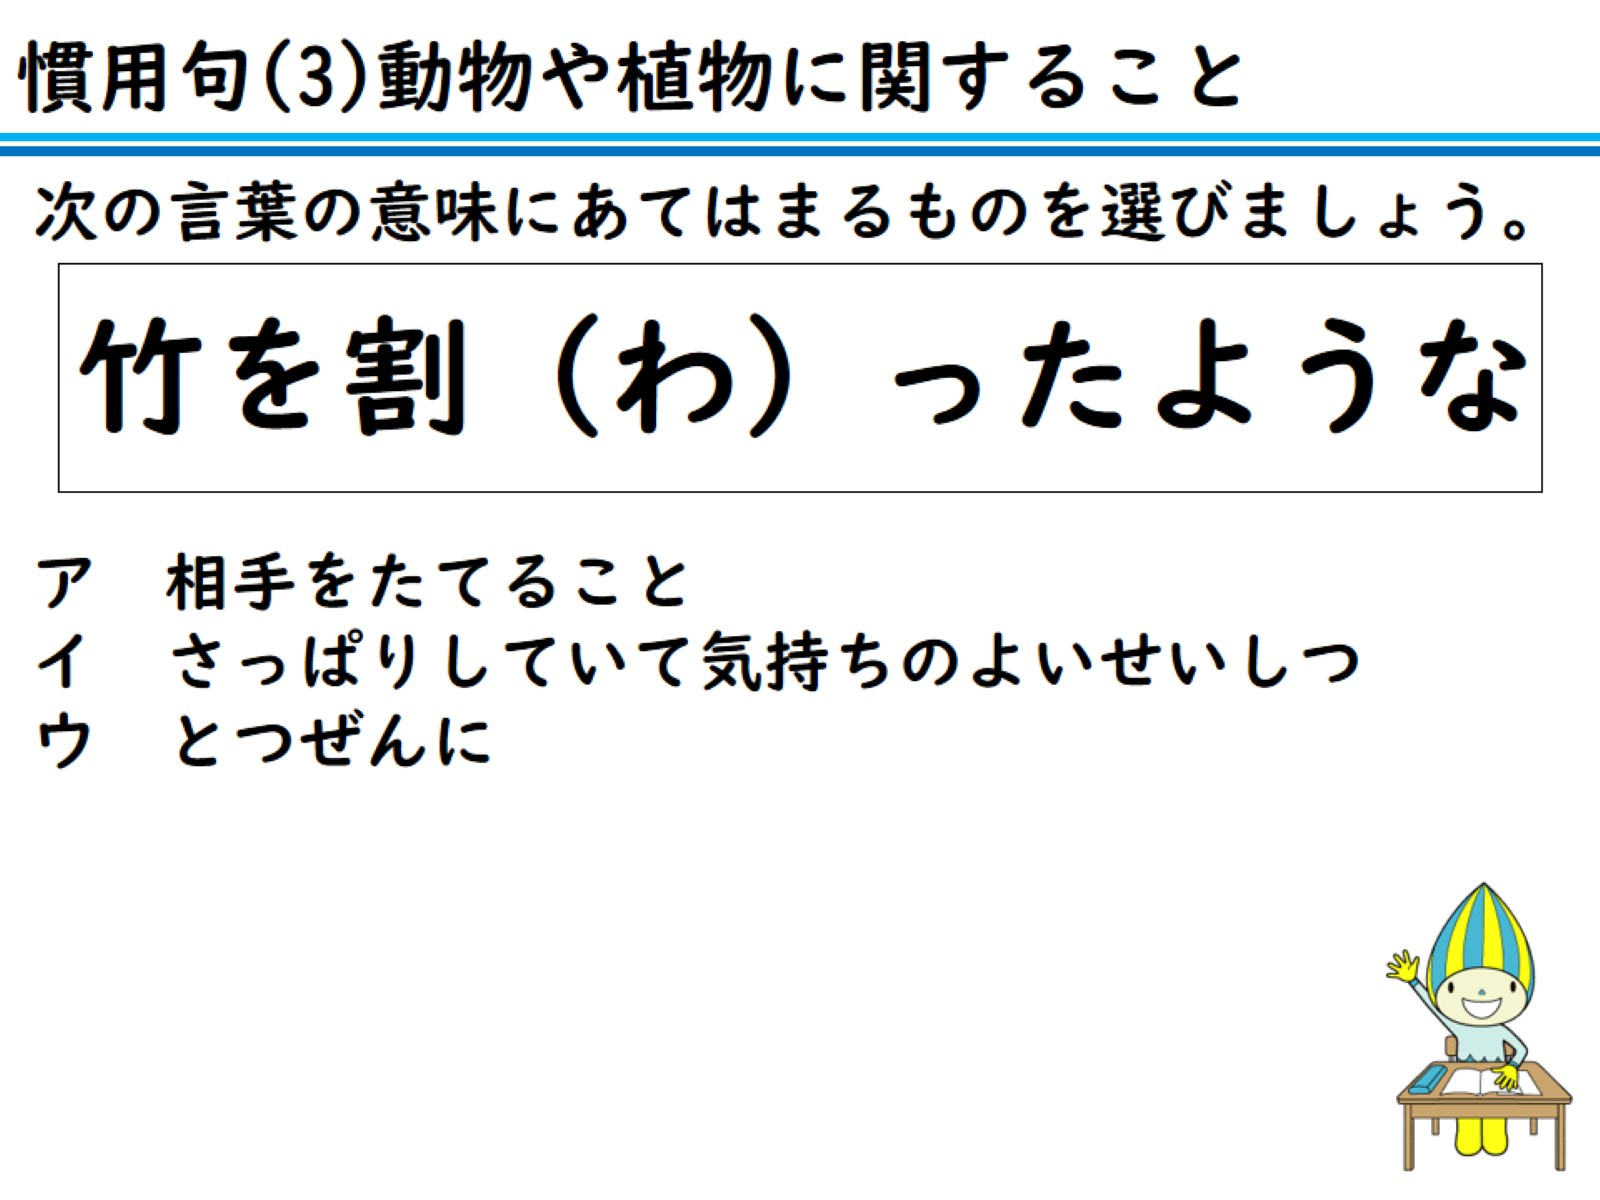 慣用句(3)動物や植物に関すること
次の言葉の意味にあてはまるものを選びましょう。
竹を割（わ）ったような
ア　相手をたてること
イ　さっぱりしていて気持ちのよいせいしつ
ウ　とつぜんに